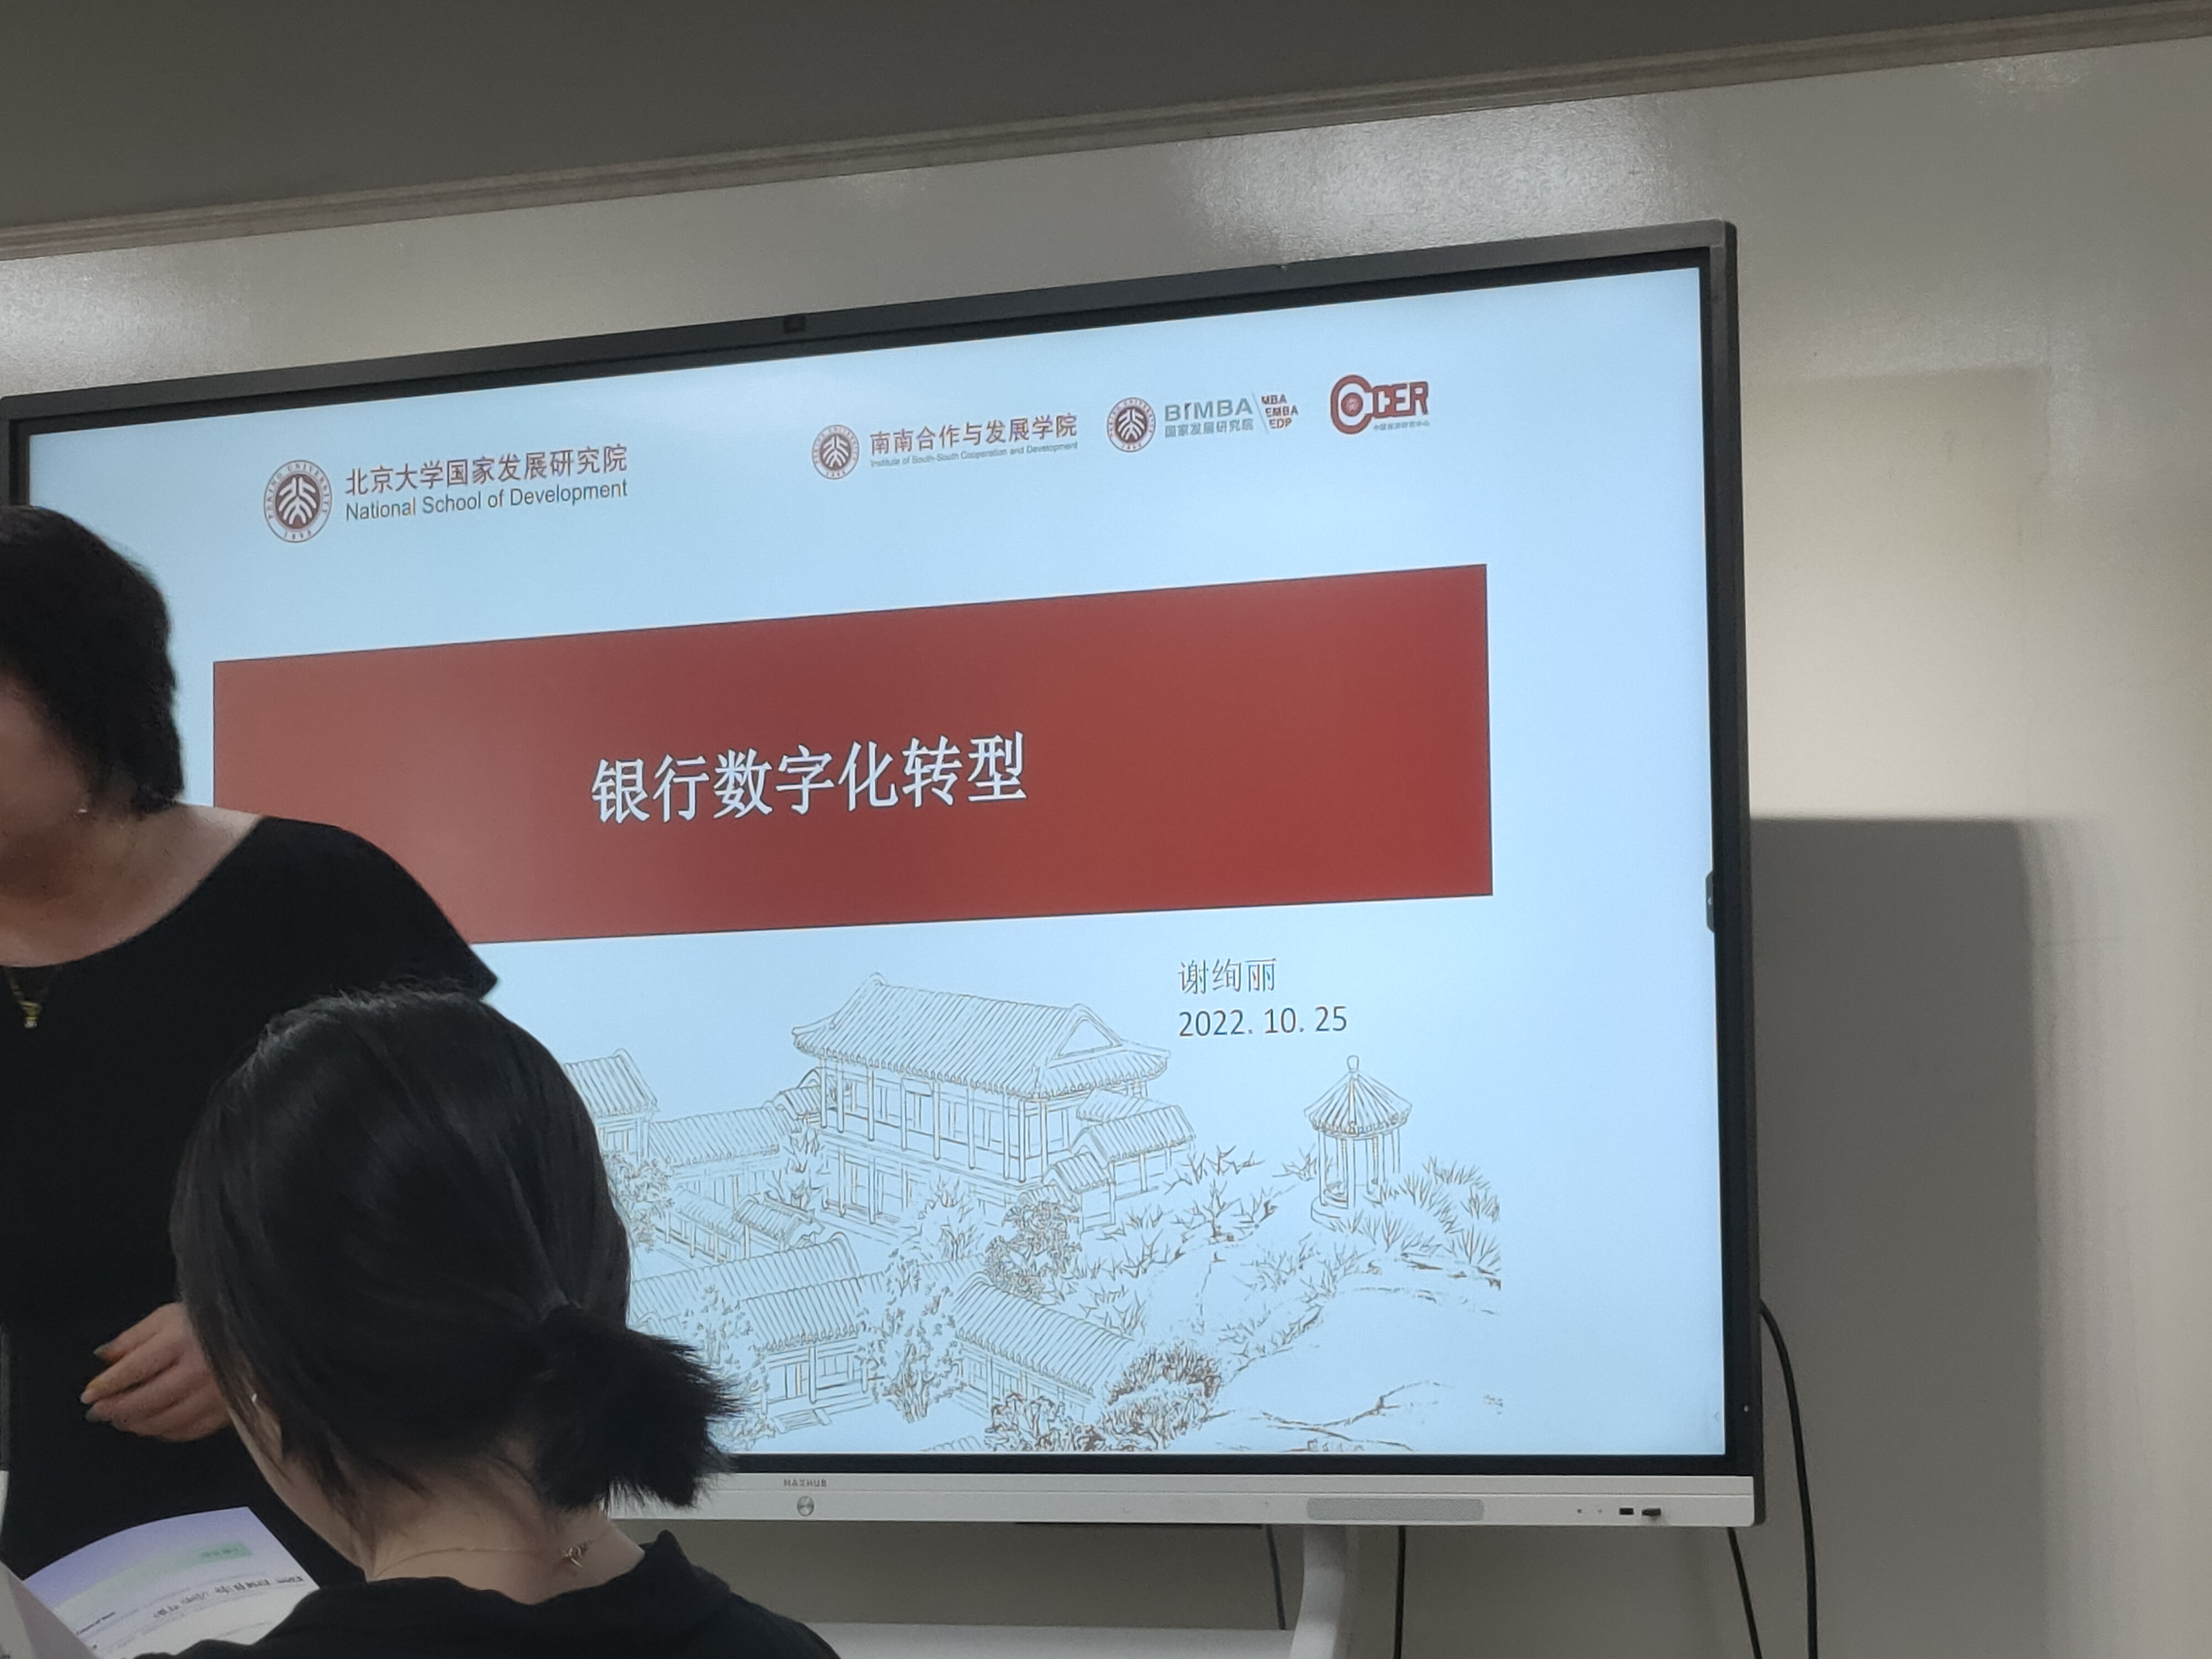 北京大学国家发展研究院
National School of Development
南南合作与发展学院
Institute of South-South Cooperation and Development
BiMBA
国家发展研究院
MBA
EMBA
EDP
CCER
中国经济研究中心
银行数字化转型
谢绚丽
2022. 10. 25
MAXHUB